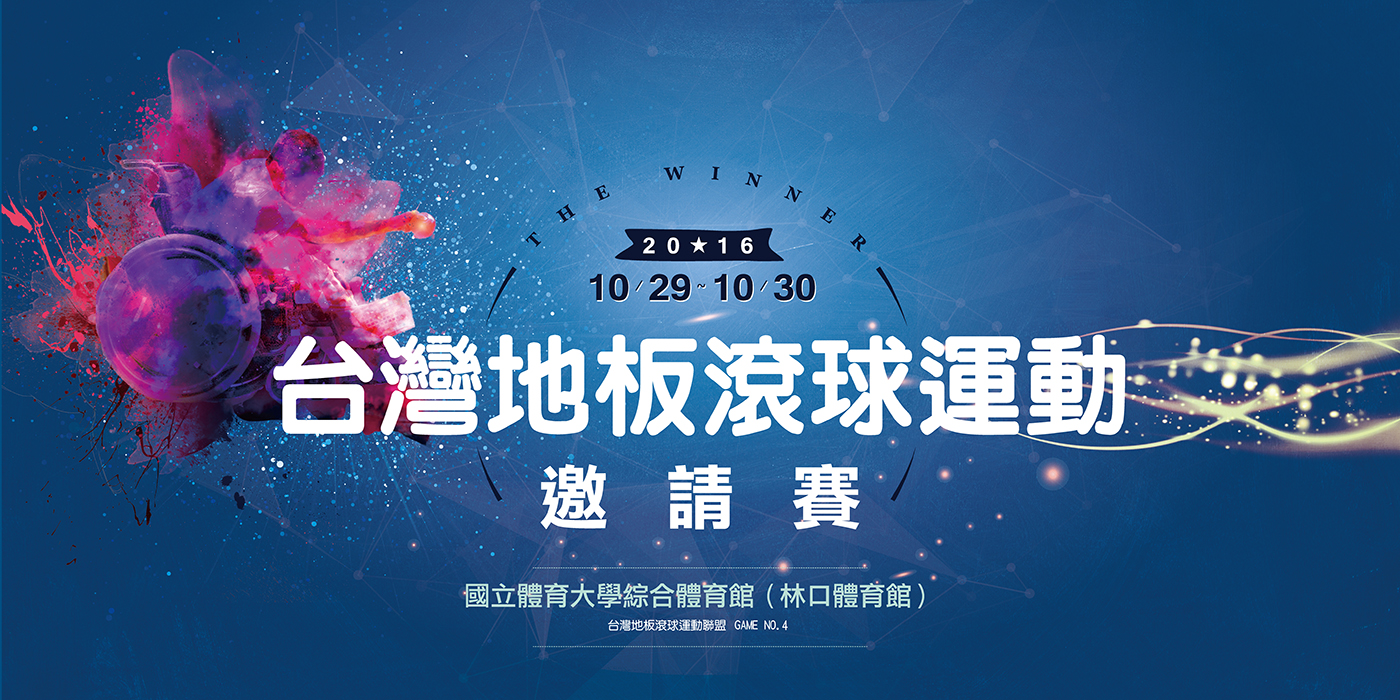 THE WINNER
20★16
10/29~10/30
台灣地板滾球運動
邀請賽
國立體育大學綜合體育館（林口體育館）
台灣地板滾球運動聯盟 GAME NO.4